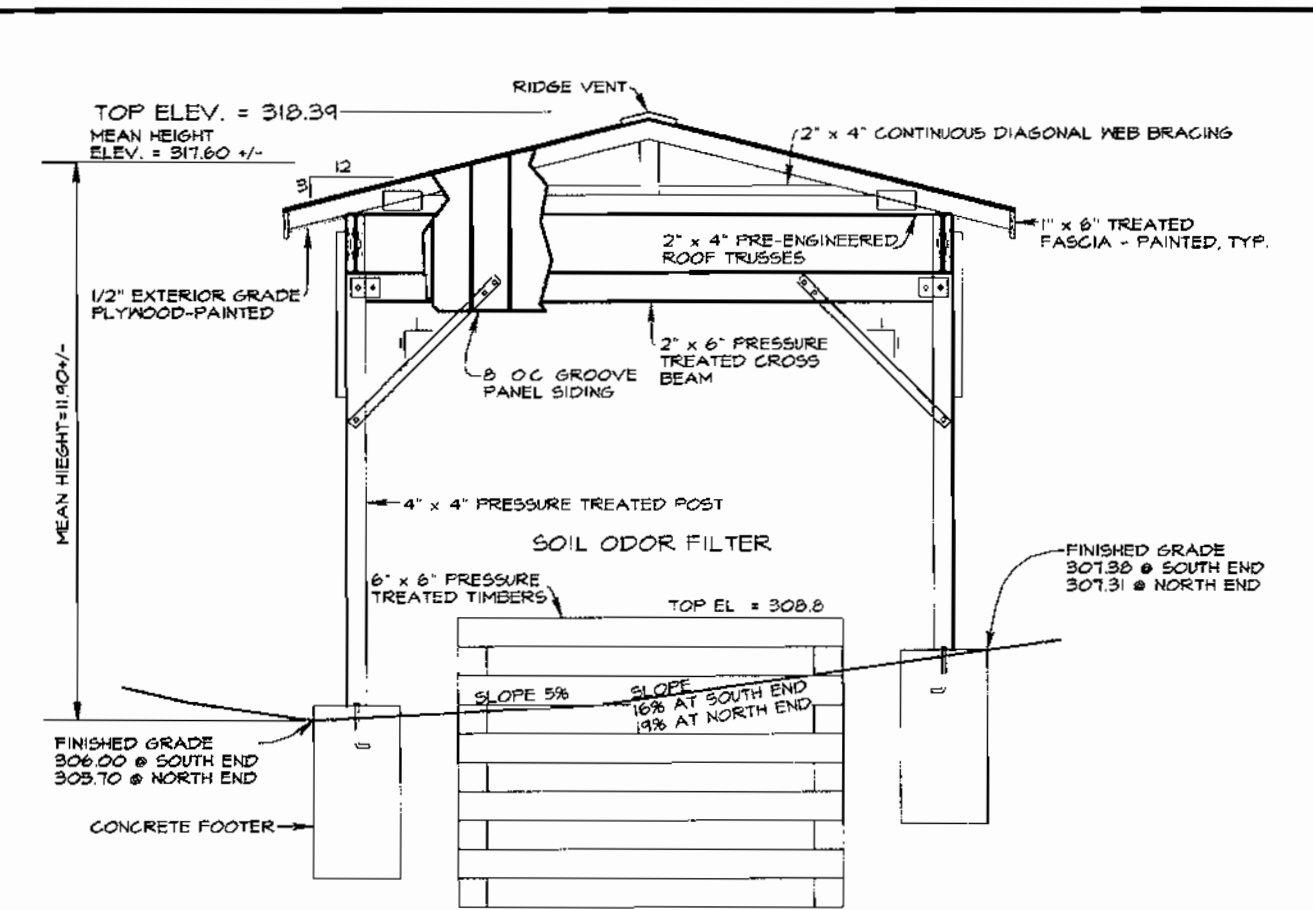 RIDGE VENT
TOP ELEV. = 318.39
MEAN HEIGHT
ELEV. = 317.60 +/-
2" x 4" CONTINUOUS DIAGONAL WEB BRACING
12
3
1" x 6" TREATED
FASCIA - PAINTED, TYP.
2" x 4" PRE-ENGINEERED
ROOF TRUSSES
1/2" EXTERIOR GRADE
PLYWOOD-PAINTED
2" x 6" PRESSURE
TREATED CROSS
BEAM
8 OC GROOVE
PANEL SIDING
MEAN HIEGHT=11.90+/-
4" x 4" PRESSURE TREATED POST
SOIL ODOR FILTER
FINISHED GRADE
307.38 @ SOUTH END
307.31 @ NORTH END
6" x 6" PRESSURE
TREATED TIMBERS
TOP EL = 308.8
SLOPE 5%
SLOPE
16% AT SOUTH END
19% AT NORTH END
FINISHED GRADE
306.00 @ SOUTH END
305.70 @ NORTH END
CONCRETE FOOTER